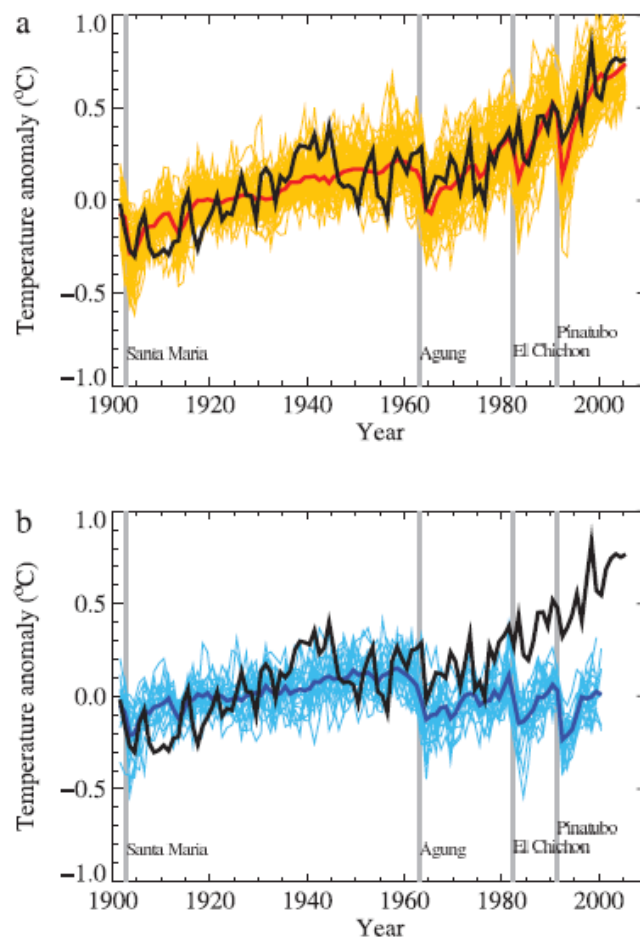 a
1.0
0.5
0.0
−0.5
−1.0
Temperature anomaly (°C)
Santa Maria
Agung
El Chichon
Pinatubo
1900 1920 1940 1960 1980 2000
Year
b
1.0
0.5
0.0
−0.5
−1.0
Temperature anomaly (°C)
Santa Maria
Agung
El Chichon
Pinatubo
1900 1920 1940 1960 1980 2000
Year